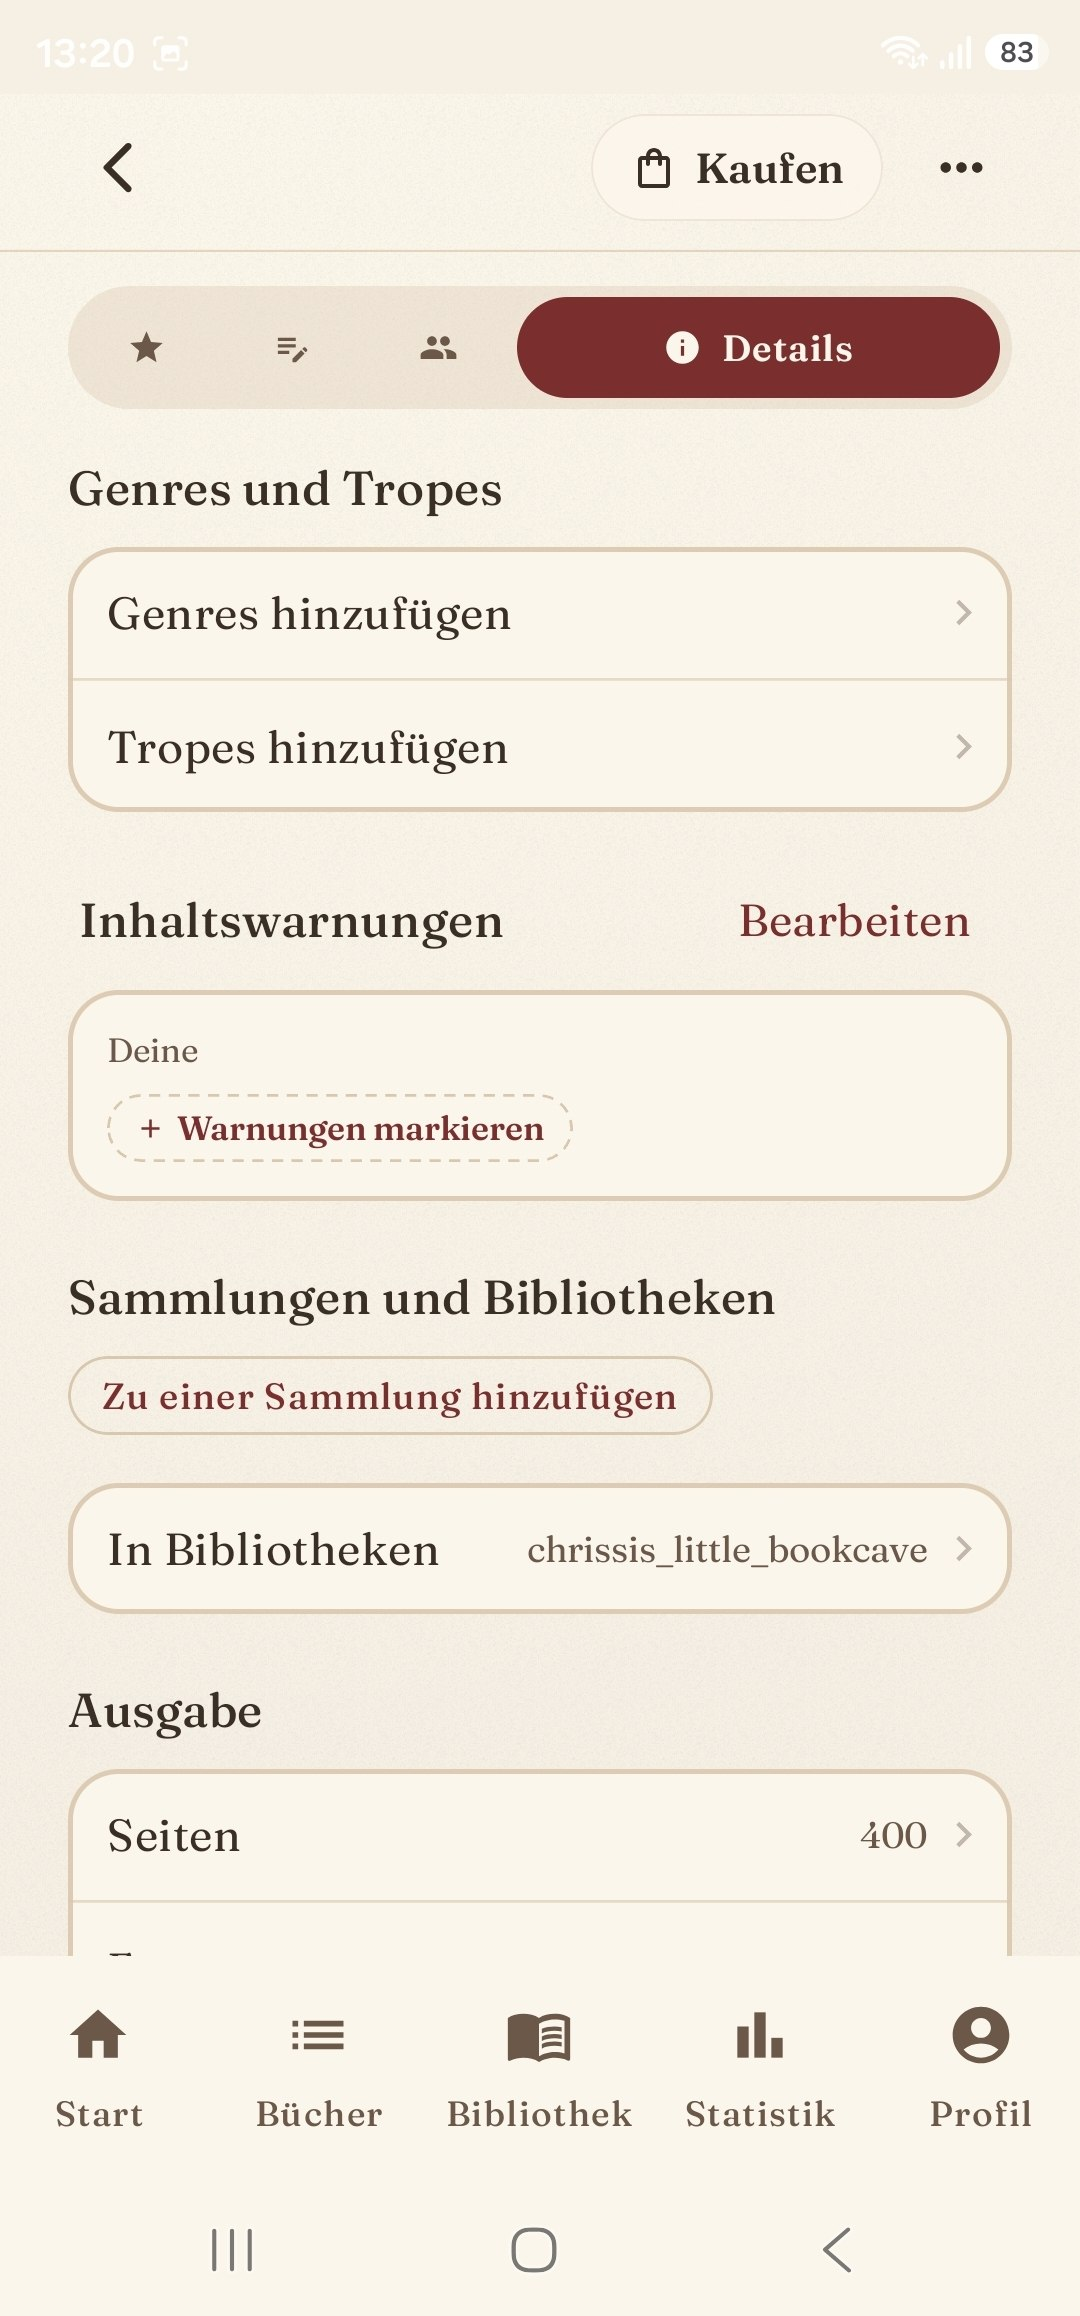 13:20
83
Kaufen
Details
Genres und Tropes
Genres hinzufügen
Tropes hinzufügen
Inhaltswarnungen
Bearbeiten
Deine
+ Warnungen markieren
Sammlungen und Bibliotheken
Zu einer Sammlung hinzufügen
In Bibliotheken
chrissis_little_bookcave
Ausgabe
Seiten
400
Start
Bücher
Bibliothek
Statistik
Profil